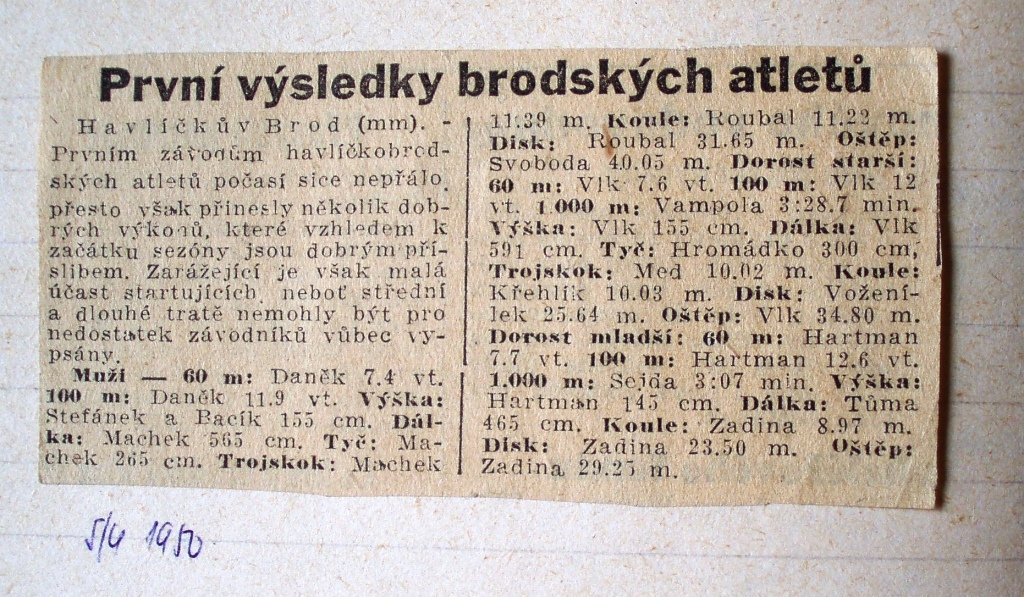 První výsledky brodských atletů
Havlíčkův Brod (mm). -
Prvním závodům havlíčkobrod-
ských atletů počasí sice nepřálo,
přesto však přinesly několik dob-
rých výkonů, které vzhledem k
začátku sezóny jsou dobrým pří-
slibem. Zarážející je však malá
účast startujících, neboť střední
a dlouhé tratě nemohly být pro
nedostatek závodníků vůbec vy-
psány.
Muži — 60 m: Daněk 7.4 vt.
100 m: Daněk 11.9 vt. Výška:
Štefánek a Bacík 155 cm. Dál-
ka: Machek 565 cm. Tyč: Ma-
chek 265 cm. Trojskok: Machek
11.39 m. Koule: Roubal 11.22 m.
Disk: Roubal 31.65 m. Oštěp:
Svoboda 40.05 m. Dorost starší:
60 m: Vlk 7.6 vt. 100 m: Vlk 12
vt. 1.000 m: Vampola 3:28.7 min.
Výška: Vlk 155 cm. Dálka: Vlk
591 cm. Tyč: Hromádko 300 cm,
Trojskok: Med 10.02 m. Koule:
Křehlík 10.03 m. Disk: Vožení-
lek 25.64 m. Oštěp: Vlk 34.80 m.
Dorost mladší: 60 m: Hartman
7.7 vt. 100 m: Hartman 12.6 vt.
1.000 m: Sejda 3:07 min. Výška:
Hartman 145 cm. Dálka: Tůma
465 cm. Koule: Zadina 8.97 m.
Disk: Zadina 23.50 m. Oštěp:
Zadina 29.25 m.
5/4 1950